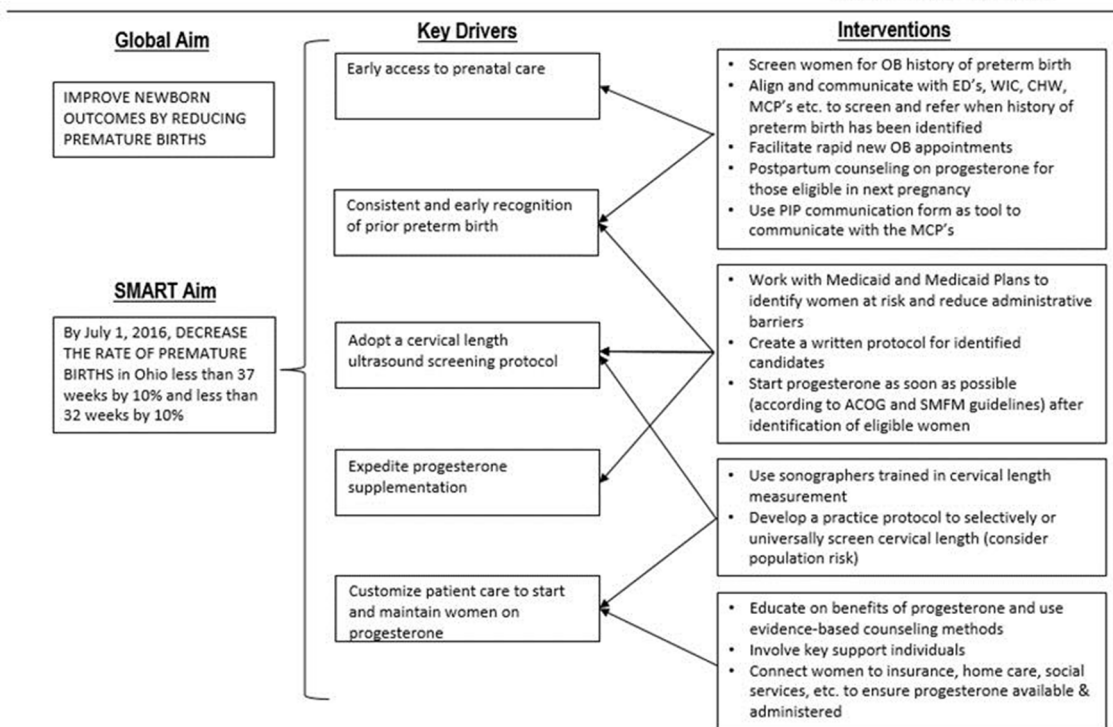 Global Aim
IMPROVE NEWBORN
OUTCOMES BY REDUCING
PREMATURE BIRTHS
SMART Aim
By July 1, 2016, DECREASE
THE RATE OF PREMATURE
BIRTHS in Ohio less than 37
weeks by 10% and less than
32 weeks by 10%
Key Drivers
Early access to prenatal care
Consistent and early recognition
of prior preterm birth
Adopt a cervical length
ultrasound screening protocol
Expedite progesterone
supplementation
Customize patient care to start
and maintain women on
progesterone
Interventions
• Screen women for OB history of preterm birth
• Align and communicate with ED's, WIC, CHW,
MCP's etc. to screen and refer when history of
preterm birth has been identified
• Facilitate rapid new OB appointments
• Postpartum counseling on progesterone for
those eligible in next pregnancy
• Use PIP communication form as tool to
communicate with the MCP's
• Work with Medicaid and Medicaid Plans to
identify women at risk and reduce administrative
barriers
• Create a written protocol for identified
candidates
• Start progesterone as soon as possible
(according to ACOG and SMFM guidelines) after
identification of eligible women
• Use sonographers trained in cervical length
measurement
• Develop a practice protocol to selectively or
universally screen cervical length (consider
population risk)
• Educate on benefits of progesterone and use
evidence-based counseling methods
• Involve key support individuals
• Connect women to insurance, home care, social
services, etc. to ensure progesterone available &
administered